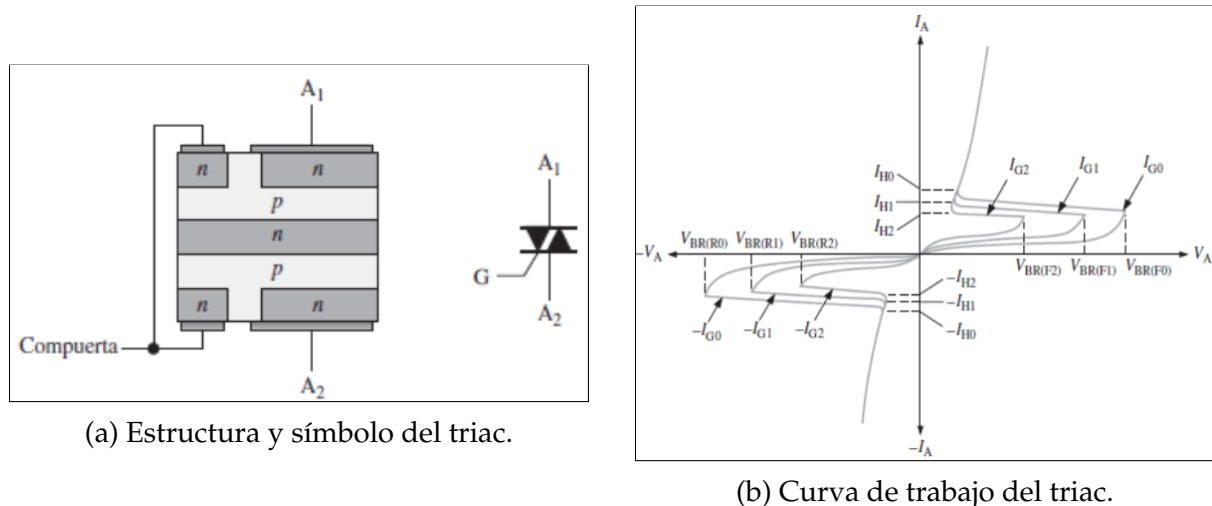 A1
n
n
p
n
p
n
n
Compuerta
A2
A1
G
A2
(a) Estructura y símbolo del triac.
IA
IH0
IH1
IH2
IG2
IG1
IG0
VBR(R0)
VBR(R1)
VBR(R2)
–VA
VA
VBR(F2)
VBR(F1)
VBR(F0)
–IH2
–IH1
–IH0
–IG0
–IG1
–IG2
–IA
(b) Curva de trabajo del triac.